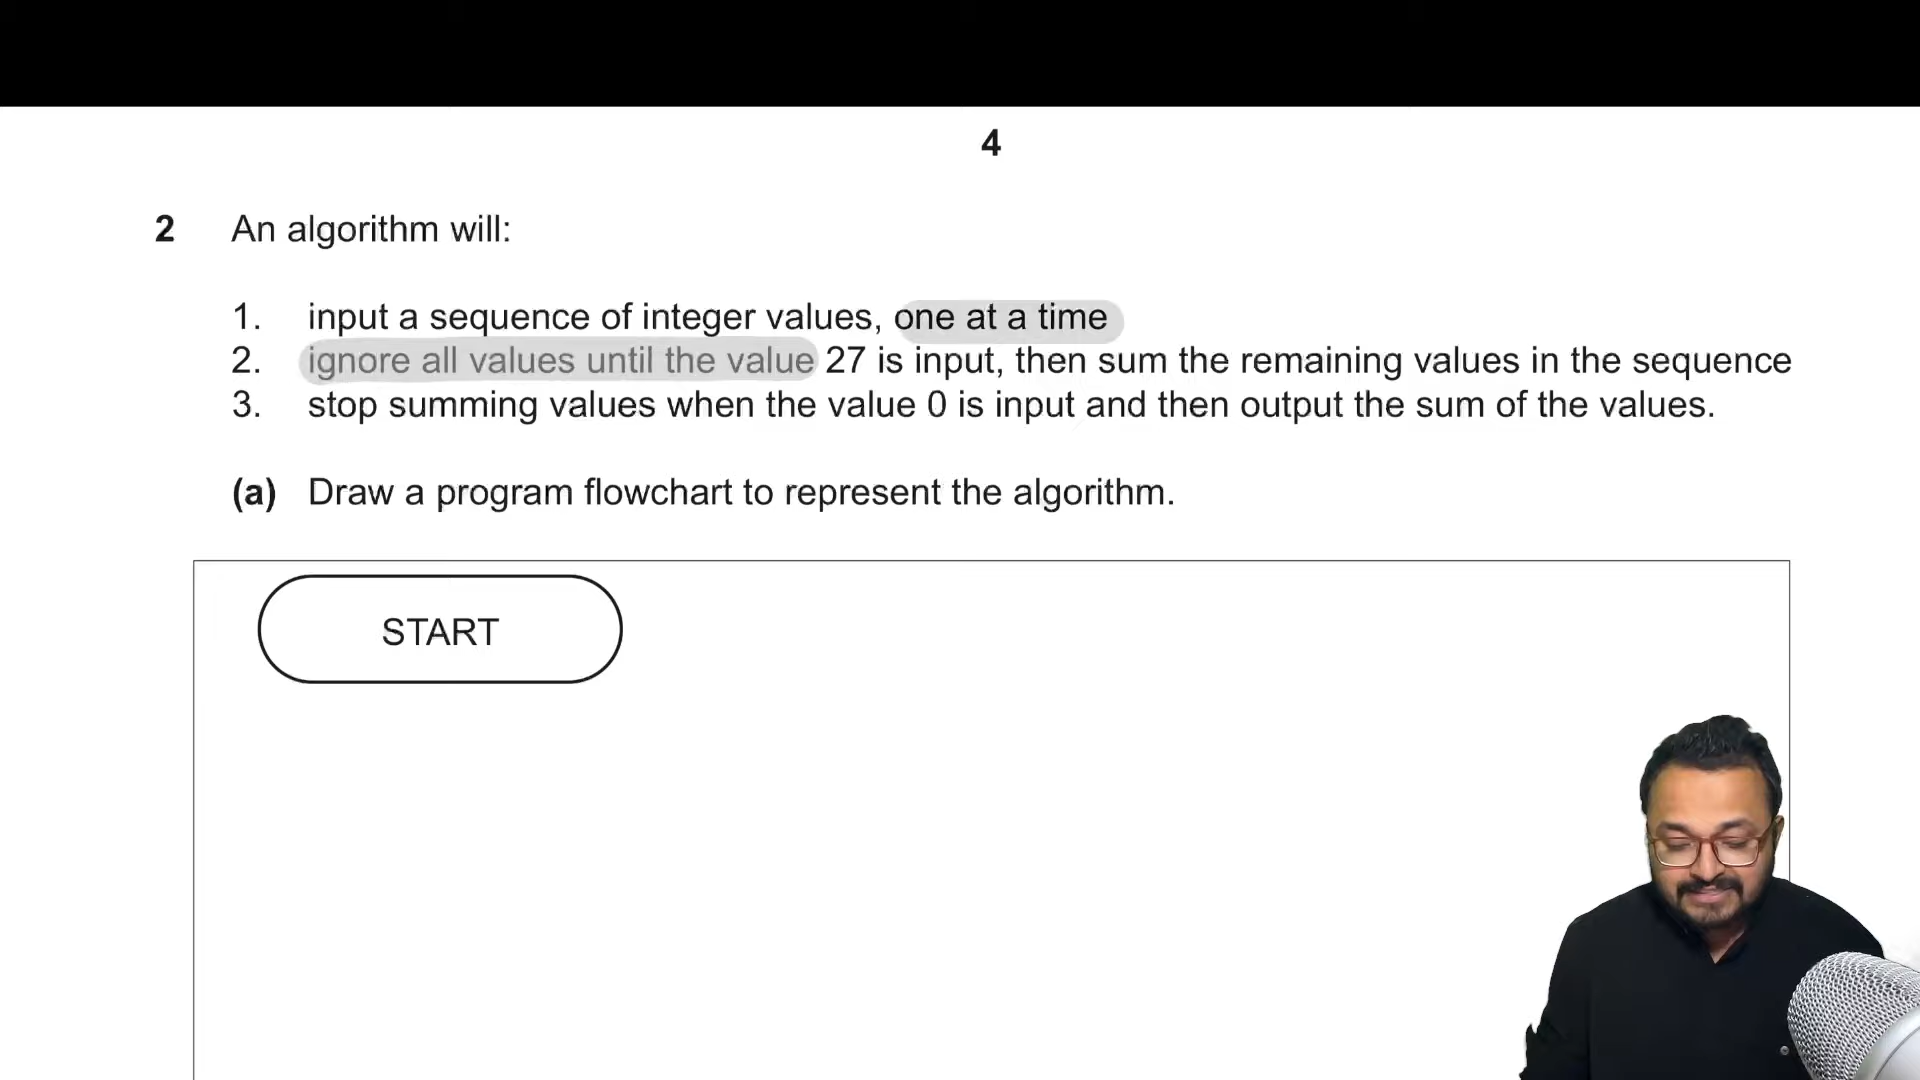 4
2 An algorithm will:
1. input a sequence of integer values, one at a time
2. ignore all values until the value 27 is input, then sum the remaining values in the sequence
3. stop summing values when the value 0 is input and then output the sum of the values.
(a) Draw a program flowchart to represent the algorithm.
START